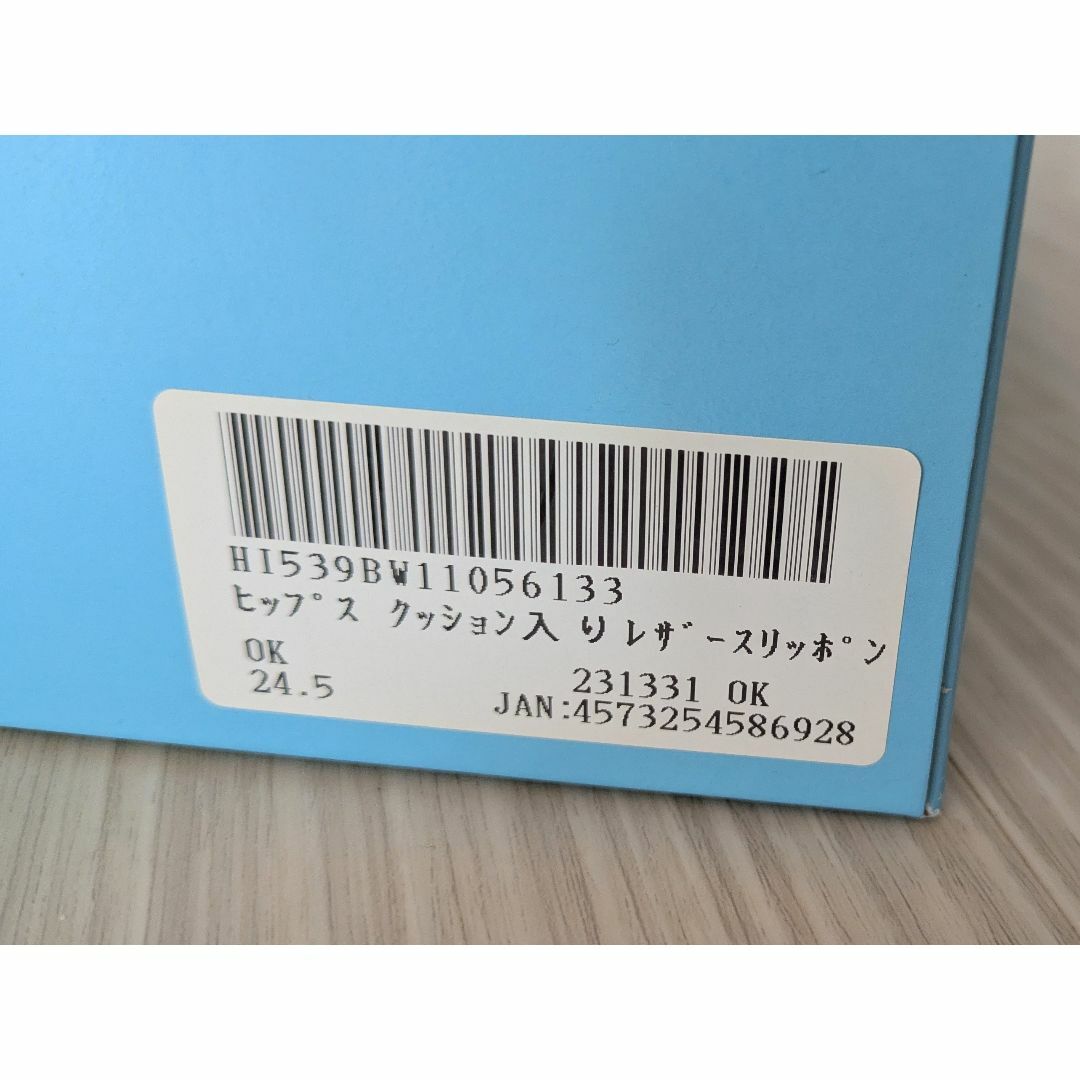 HI539BW11056133
ﾋｯﾌﾟｽ ｸｯｼｮﾝ入りﾚｻﾞｰｽﾘｯﾎﾟﾝ
OK
24.5
231331 OK
JAN:4573254586928